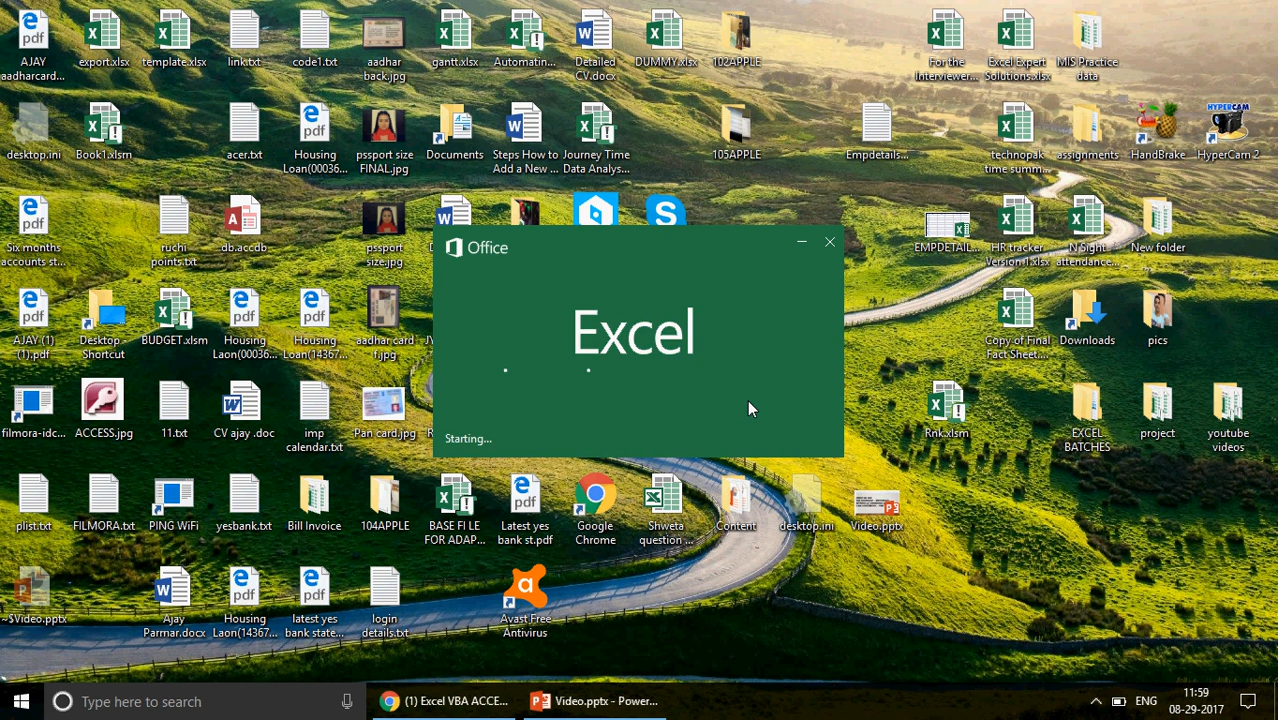 AJAY
aadharcard...
export.xlsx
template.xlsx
link.txt
code1.txt
aadhar
back.jpg
gantt.xlsx
Automatin...
Detailed
CV.docx
DUMMY.xlsx
102APPLE
For the
Interviewer...
Excel Expert
Solutions.xlsx
MIS Practice
data
desktop.ini
Book1.xlsm
acer.txt
Housing
Loan(00036...
pssport size
FINAL.jpg
Documents
Steps How to
Add a New ...
Journey Time
Data Analys...
105APPLE
Empdetails...
technopak
time summ...
assignments
HandBrake
HYPERCAM
HyperCam 2
Six months
accounts st...
ruchi
points.txt
db.accdb
pssport
size.jpg
EMPDETAIL...
HR tracker
Version 1.xlsx
N Sight
attendance...
New folder
Office
Excel
Starting...
AJAY (1)
(1).pdf
Desktop -
Shortcut
BUDGET.xlsm
Housing
Laon(00036...
Housing
Loan(14367...
aadhar card
f.jpg
Copy of Final
Fact Sheet....
Downloads
pics
filmora-idc...
ACCESS.jpg
11.txt
CV ajay .doc
imp
calendar.txt
Pan card.jpg
Rnk.xlsm
EXCEL
BATCHES
project
youtube
videos
plist.txt
FILMORA.txt
PING WiFi
yesbank.txt
Bill Invoice
104APPLE
BASE FI LE
FOR ADAP...
Latest yes
bank st.pdf
Google
Chrome
Shweta
question ...
Content
desktop.ini
Video.pptx
~$Video.pptx
Ajay
Parmar.docx
Housing
Laon(14367...
latest yes
bank state...
login
details.txt
Avast Free
Antivirus
Type here to search
(1) Excel VBA ACCE...
Video.pptx - Power...
ENG
11:59
08-29-2017